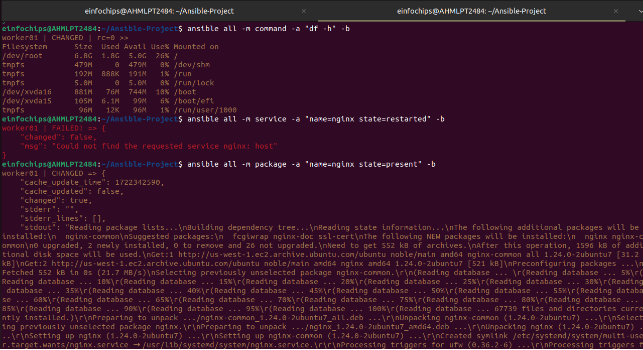 einfochips@AHMLPT2484: ~/Ansible-Project × einfochips@AHMLPT2484: ~/Ansible-Project ×
einfochips@AHMLPT2484:~/Ansible-Project$ ansible all -m command -a "df -h" -b
worker01 | CHANGED | rc=0 >>
Filesystem Size Used Avail Use% Mounted on
/dev/root 6.8G 1.8G 5.0G 26% /
tmpfs 479M 0 479M 0% /dev/shm
tmpfs 192M 888K 191M 1% /run
tmpfs 5.0M 0 5.0M 0% /run/lock
/dev/xvda16 881M 76M 744M 10% /boot
/dev/xvda15 105M 6.1M 99M 6% /boot/efi
tmpfs 96M 12K 96M 1% /run/user/1000
einfochips@AHMLPT2484:~/Ansible-Project$ ansible all -m service -a "name=nginx state=restarted" -b
worker01 | FAILED! => {
"changed": false,
"msg": "Could not find the requested service nginx: host"
}
einfochips@AHMLPT2484:~/Ansible-Project$ ansible all -m package -a "name=nginx state=present" -b
worker01 | CHANGED => {
"cache_update_time": 1722342590,
"cache_updated": false,
"changed": true,
"stderr": "",
"stderr_lines": [],
"stdout": "Reading package lists...\nBuilding dependency tree...\nReading state information...\nThe following additional packages will be
installed:\n nginx-common\nSuggested packages:\n fcgiwrap nginx-doc ssl-cert\nThe following NEW packages will be installed:\n nginx nginx-c
ommon\n0 upgraded, 2 newly installed, 0 to remove and 26 not upgraded.\nNeed to get 552 kB of archives.\nAfter this operation, 1596 kB of addi
tional disk space will be used.\nGet:1 http://us-west-1.ec2.archive.ubuntu.com/ubuntu noble/main amd64 nginx-common all 1.24.0-2ubuntu7 [31.2
kB]\nGet:2 http://us-west-1.ec2.archive.ubuntu.com/ubuntu noble/main amd64 nginx amd64 1.24.0-2ubuntu7 [521 kB]\nPreconfiguring packages ...\n
Fetched 552 kB in 0s (21.7 MB/s)\nSelecting previously unselected package nginx-common.\r\n(Reading database ... \r(Reading database ... 5%\r(
Reading database ... 10%\r(Reading database ... 15%\r(Reading database ... 20%\r(Reading database ... 25%\r(Reading database ... 30%\r(Reading
database ... 35%\r(Reading database ... 40%\r(Reading database ... 45%\r(Reading database ... 50%\r(Reading database ... 55%\r(Reading databa
se ... 60%\r(Reading database ... 65%\r(Reading database ... 70%\r(Reading database ... 75%\r(Reading database ... 80%\r(Reading database ...
85%\r(Reading database ... 90%\r(Reading database ... 95%\r(Reading database ... 100%\r(Reading database ... 67739 files and directories curre
ntly installed.)\r\nPreparing to unpack .../nginx-common_1.24.0-2ubuntu7_all.deb ...\r\nUnpacking nginx-common (1.24.0-2ubuntu7) ...\r\nSelect
ing previously unselected package nginx.\r\nPreparing to unpack .../nginx_1.24.0-2ubuntu7_amd64.deb ...\r\nUnpacking nginx (1.24.0-2ubuntu7) .
..\r\nSetting up nginx (1.24.0-2ubuntu7) ...\r\nSetting up nginx-common (1.24.0-2ubuntu7) ...\r\nCreated symlink /etc/systemd/system/multi-use
r.target.wants/nginx.service → /usr/lib/systemd/system/nginx.service.\r\nProcessing triggers for ufw (0.36.2-6) ...\r\nProcessing triggers